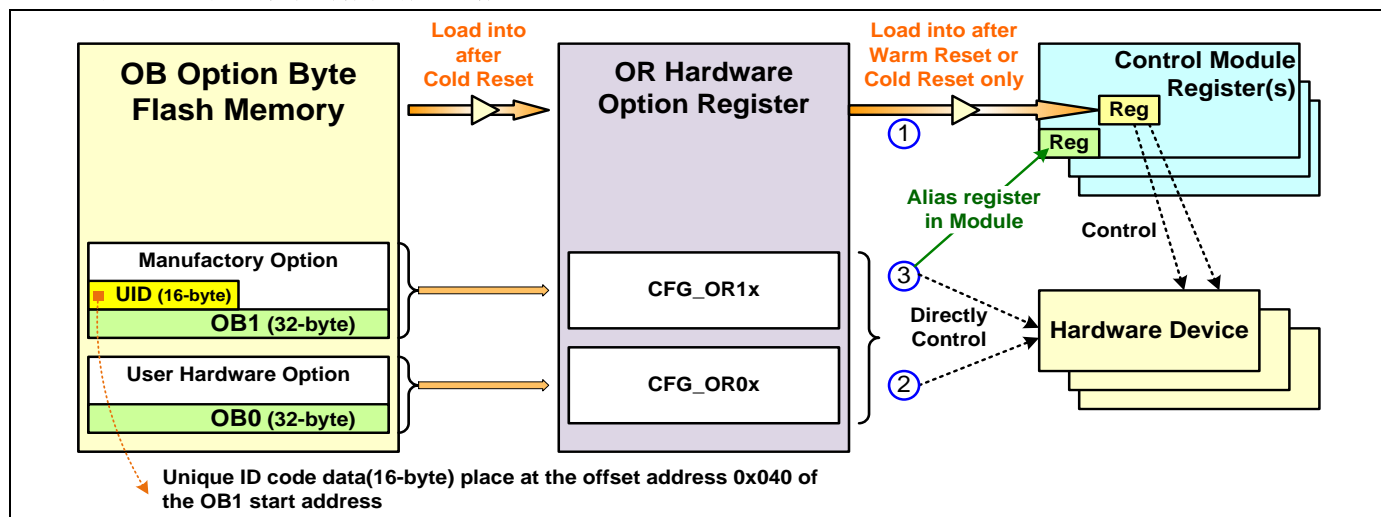 OB Option Byte
Flash Memory
Load into
after
Cold Reset
OR Hardware
Option Register
Load into after
Warm Reset or
Cold Reset only
1
Control Module
Register(s)
Reg
Reg
Alias register
in Module
Control
Manufactory Option
UID (16-byte)
OB1 (32-byte)
User Hardware Option
OB0 (32-byte)
CFG_OR1x
CFG_OR0x
3
Directly
Control
2
Hardware Device
Unique ID code data(16-byte) place at the offset address 0x040 of
the OB1 start address